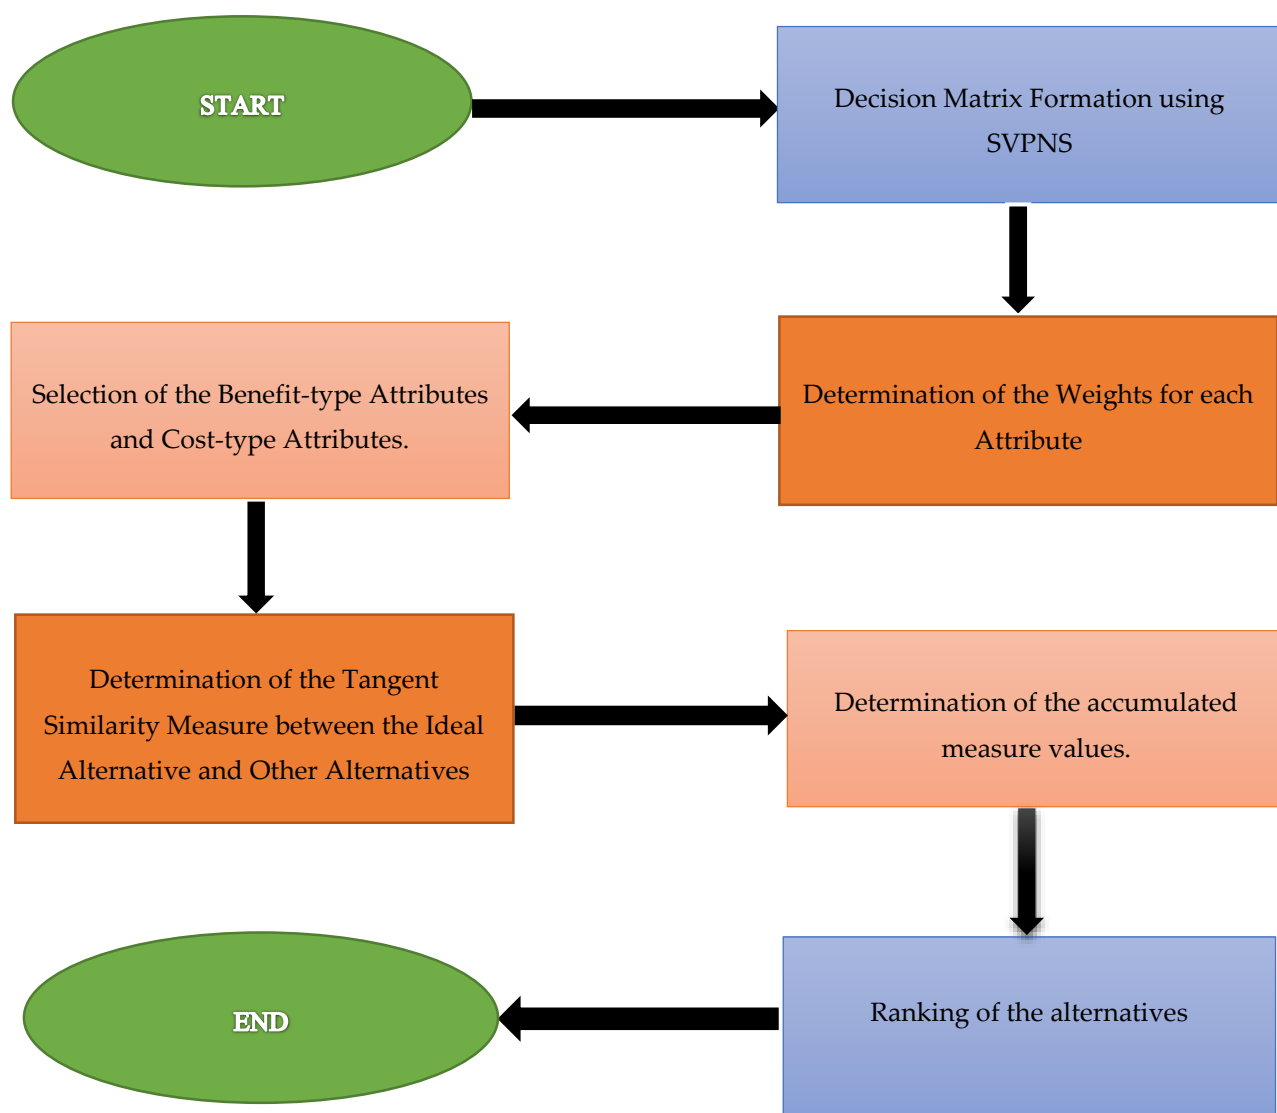 START
Decision Matrix Formation using
SVPNS
Determination of the Weights for each
Attribute
Selection of the Benefit-type Attributes
and Cost-type Attributes.
Determination of the Tangent
Similarity Measure between the Ideal
Alternative and Other Alternatives
Determination of the accumulated
measure values.
Ranking of the alternatives
END